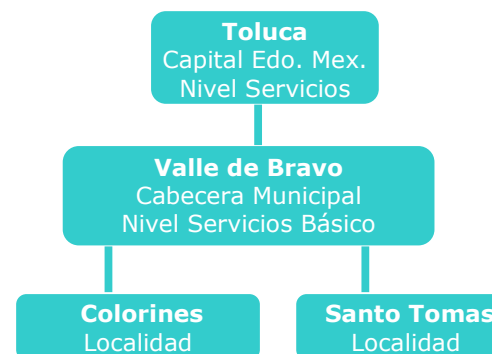 Toluca
Capital Edo. Mex.
Nivel Servicios
Valle de Bravo
Cabecera Municipal
Nivel Servicios Básico
Colorines
Localidad
Santo Tomas
Localidad